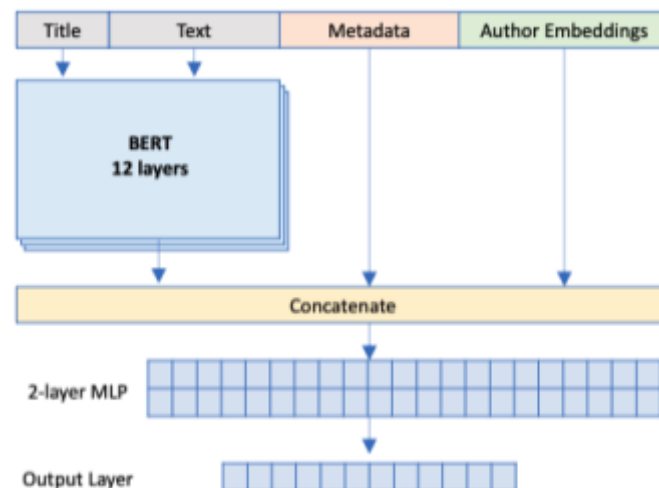 Title Text Metadata Author Embeddings
BERT
12 layers
Concatenate
2-layer MLP
Output Layer